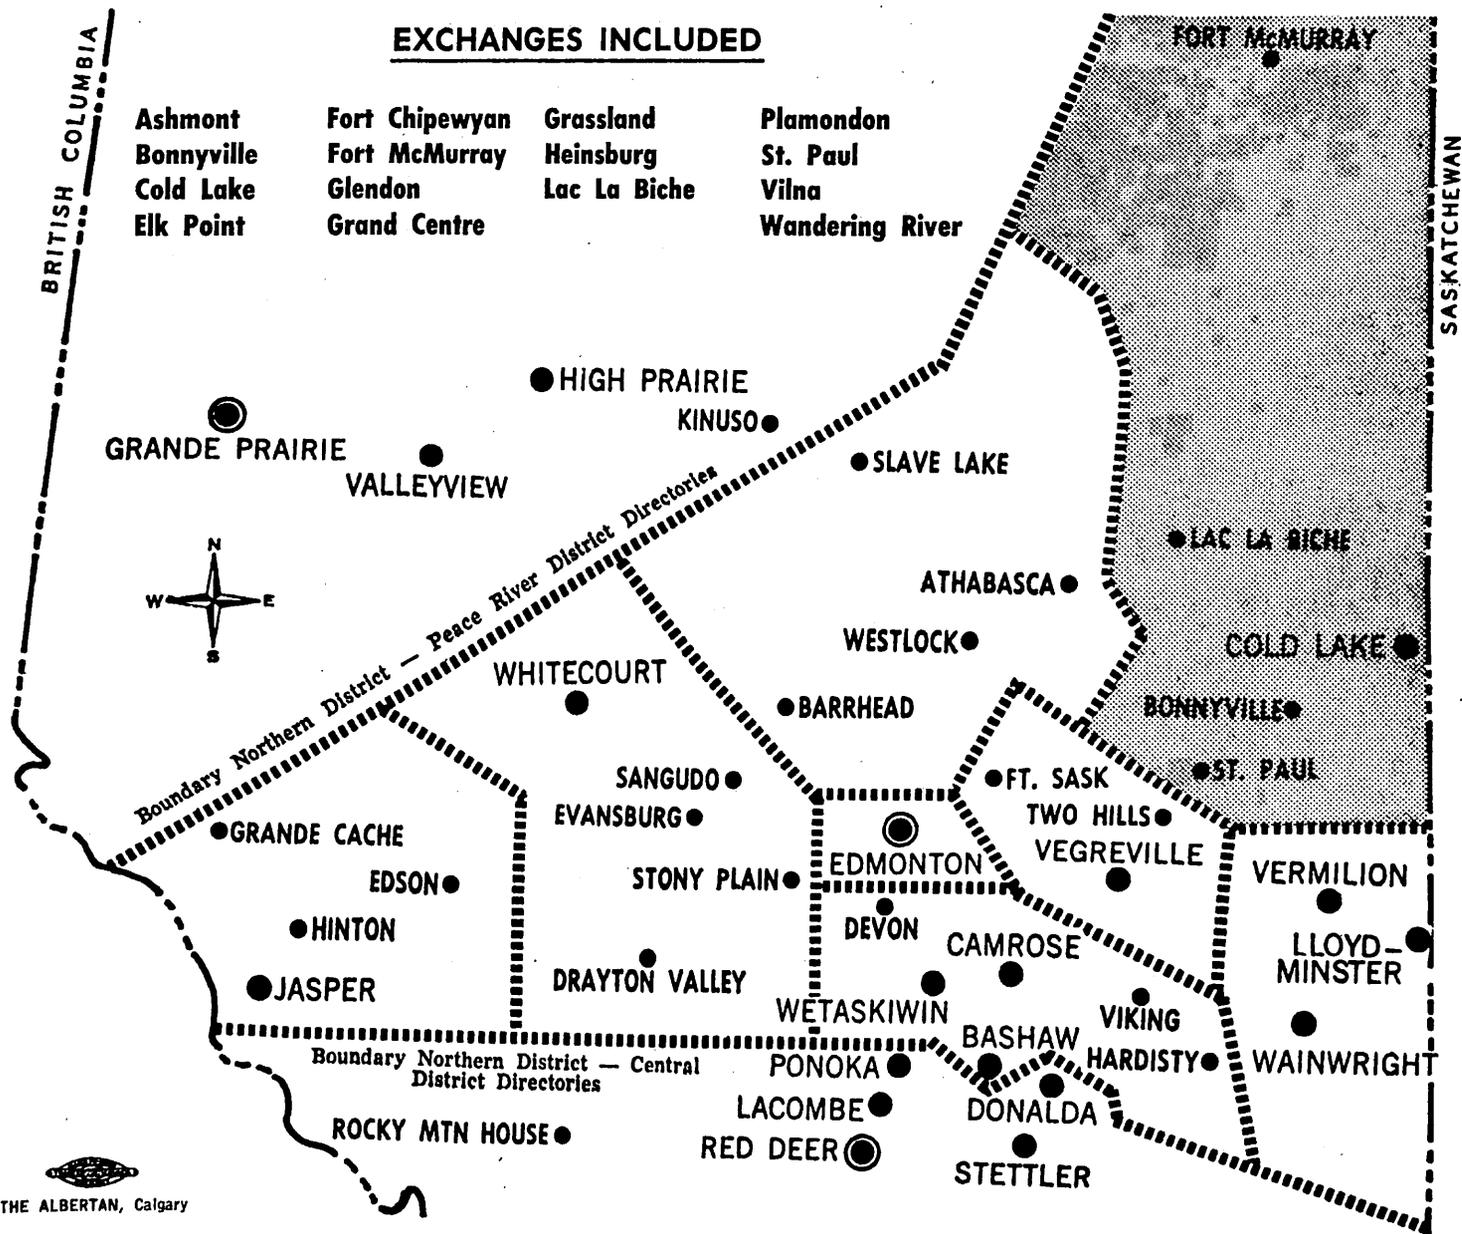 EXCHANGES INCLUDED
Ashmont
Bonnyville
Cold Lake
Elk Point
Fort Chipewyan
Fort McMurray
Glendon
Grand Centre
Grassland
Heinsburg
Lac La Biche
Plamondon
St. Paul
Vilna
Wandering River
BRITISH COLUMBIA
FORT McMURRAY
SASKATCHEWAN
HIGH PRAIRIE
KINUSO
GRANDE PRAIRIE
VALLEYVIEW
SLAVE LAKE
Boundary Northern District — Peace River District Directories
N
W
E
S
LAC LA BICHE
ATHABASCA
WESTLOCK
COLD LAKE
WHITECOURT
BARRHEAD
BONNYVILLE
SANGUDO
FT. SASK
ST. PAUL
EVANSBURG
TWO HILLS
GRANDE CACHE
EDMONTON
VEGREVILLE
VERMILION
EDSON
STONY PLAIN
HINTON
DEVON
CAMROSE
LLOYD-
MINSTER
JASPER
DRAYTON VALLEY
WETASKIWIN
VIKING
BASHAW
HARDISTY
WAINWRIGHT
Boundary Northern District — Central
District Directories
PONOKA
LACOMBE
DONALDA
ROCKY MTN HOUSE
RED DEER
STETTLER
THE ALBERTAN, Calgary